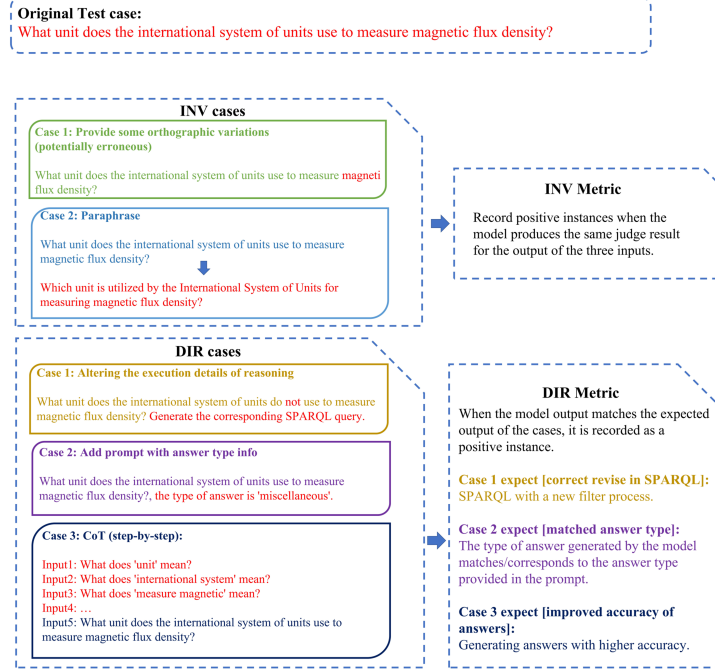 Original Test case:
What unit does the international system of units use to measure magnetic flux density?
INV cases
Case 1: Provide some orthographic variations
(potentially erroneous)
What unit does the international system of units use to measure magneti
flux density?
Case 2: Paraphrase
What unit does the international system of units use to measure
magnetic flux density?
Which unit is utilized by the International System of Units for
measuring magnetic flux density?
INV Metric
Record positive instances when the
model produces the same judge result
for the output of the three inputs.
DIR cases
Case 1: Altering the execution details of reasoning
What unit does the international system of units do not use to measure
magnetic flux density? Generate the corresponding SPARQL query.
Case 2: Add prompt with answer type info
What unit does the international system of units use to measure
magnetic flux density?, the type of answer is 'miscellaneous'.
Case 3: CoT (step-by-step):
Input1: What does 'unit' mean?
Input2: What does 'international system' mean?
Input3: What does 'measure magnetic' mean?
Input4: …
Input5: What unit does the international system of units use to
measure magnetic flux density?
DIR Metric
When the model output matches the expected
output of the cases, it is recorded as a
positive instance.
Case 1 expect [correct revise in SPARQL]:
SPARQL with a new filter process.
Case 2 expect [matched answer type]:
The type of answer generated by the model
matches/corresponds to the answer type
provided in the prompt.
Case 3 expect [improved accuracy of
answers]:
Generating answers with higher accuracy.